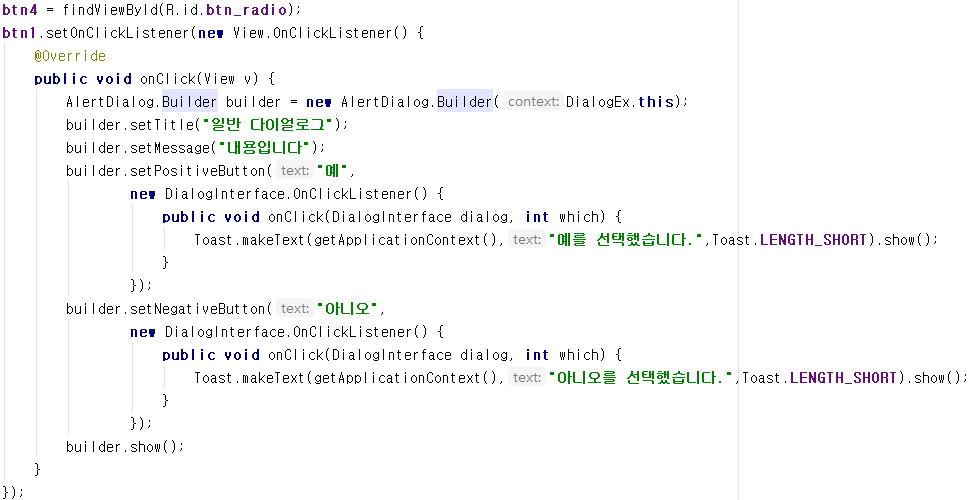 btn4 = findViewById(R.id.btn_radio);
btn1.setOnClickListener(new View.OnClickListener() {
    @Override
    public void onClick(View v) {
        AlertDialog.Builder builder = new AlertDialog.Builder( context: DialogEx.this);
        builder.setTitle("일반 다이얼로그");
        builder.setMessage("내용입니다");
        builder.setPositiveButton( text: "예",
                new DialogInterface.OnClickListener() {
                    public void onClick(DialogInterface dialog, int which) {
                        Toast.makeText(getApplicationContext(), text: "예를 선택했습니다.",Toast.LENGTH_SHORT).show();
                    }
                });
        builder.setNegativeButton( text: "아니오",
                new DialogInterface.OnClickListener() {
                    public void onClick(DialogInterface dialog, int which) {
                        Toast.makeText(getApplicationContext(), text: "아니오를 선택했습니다.",Toast.LENGTH_SHORT).show();
                    }
                });
        builder.show();
    }
});